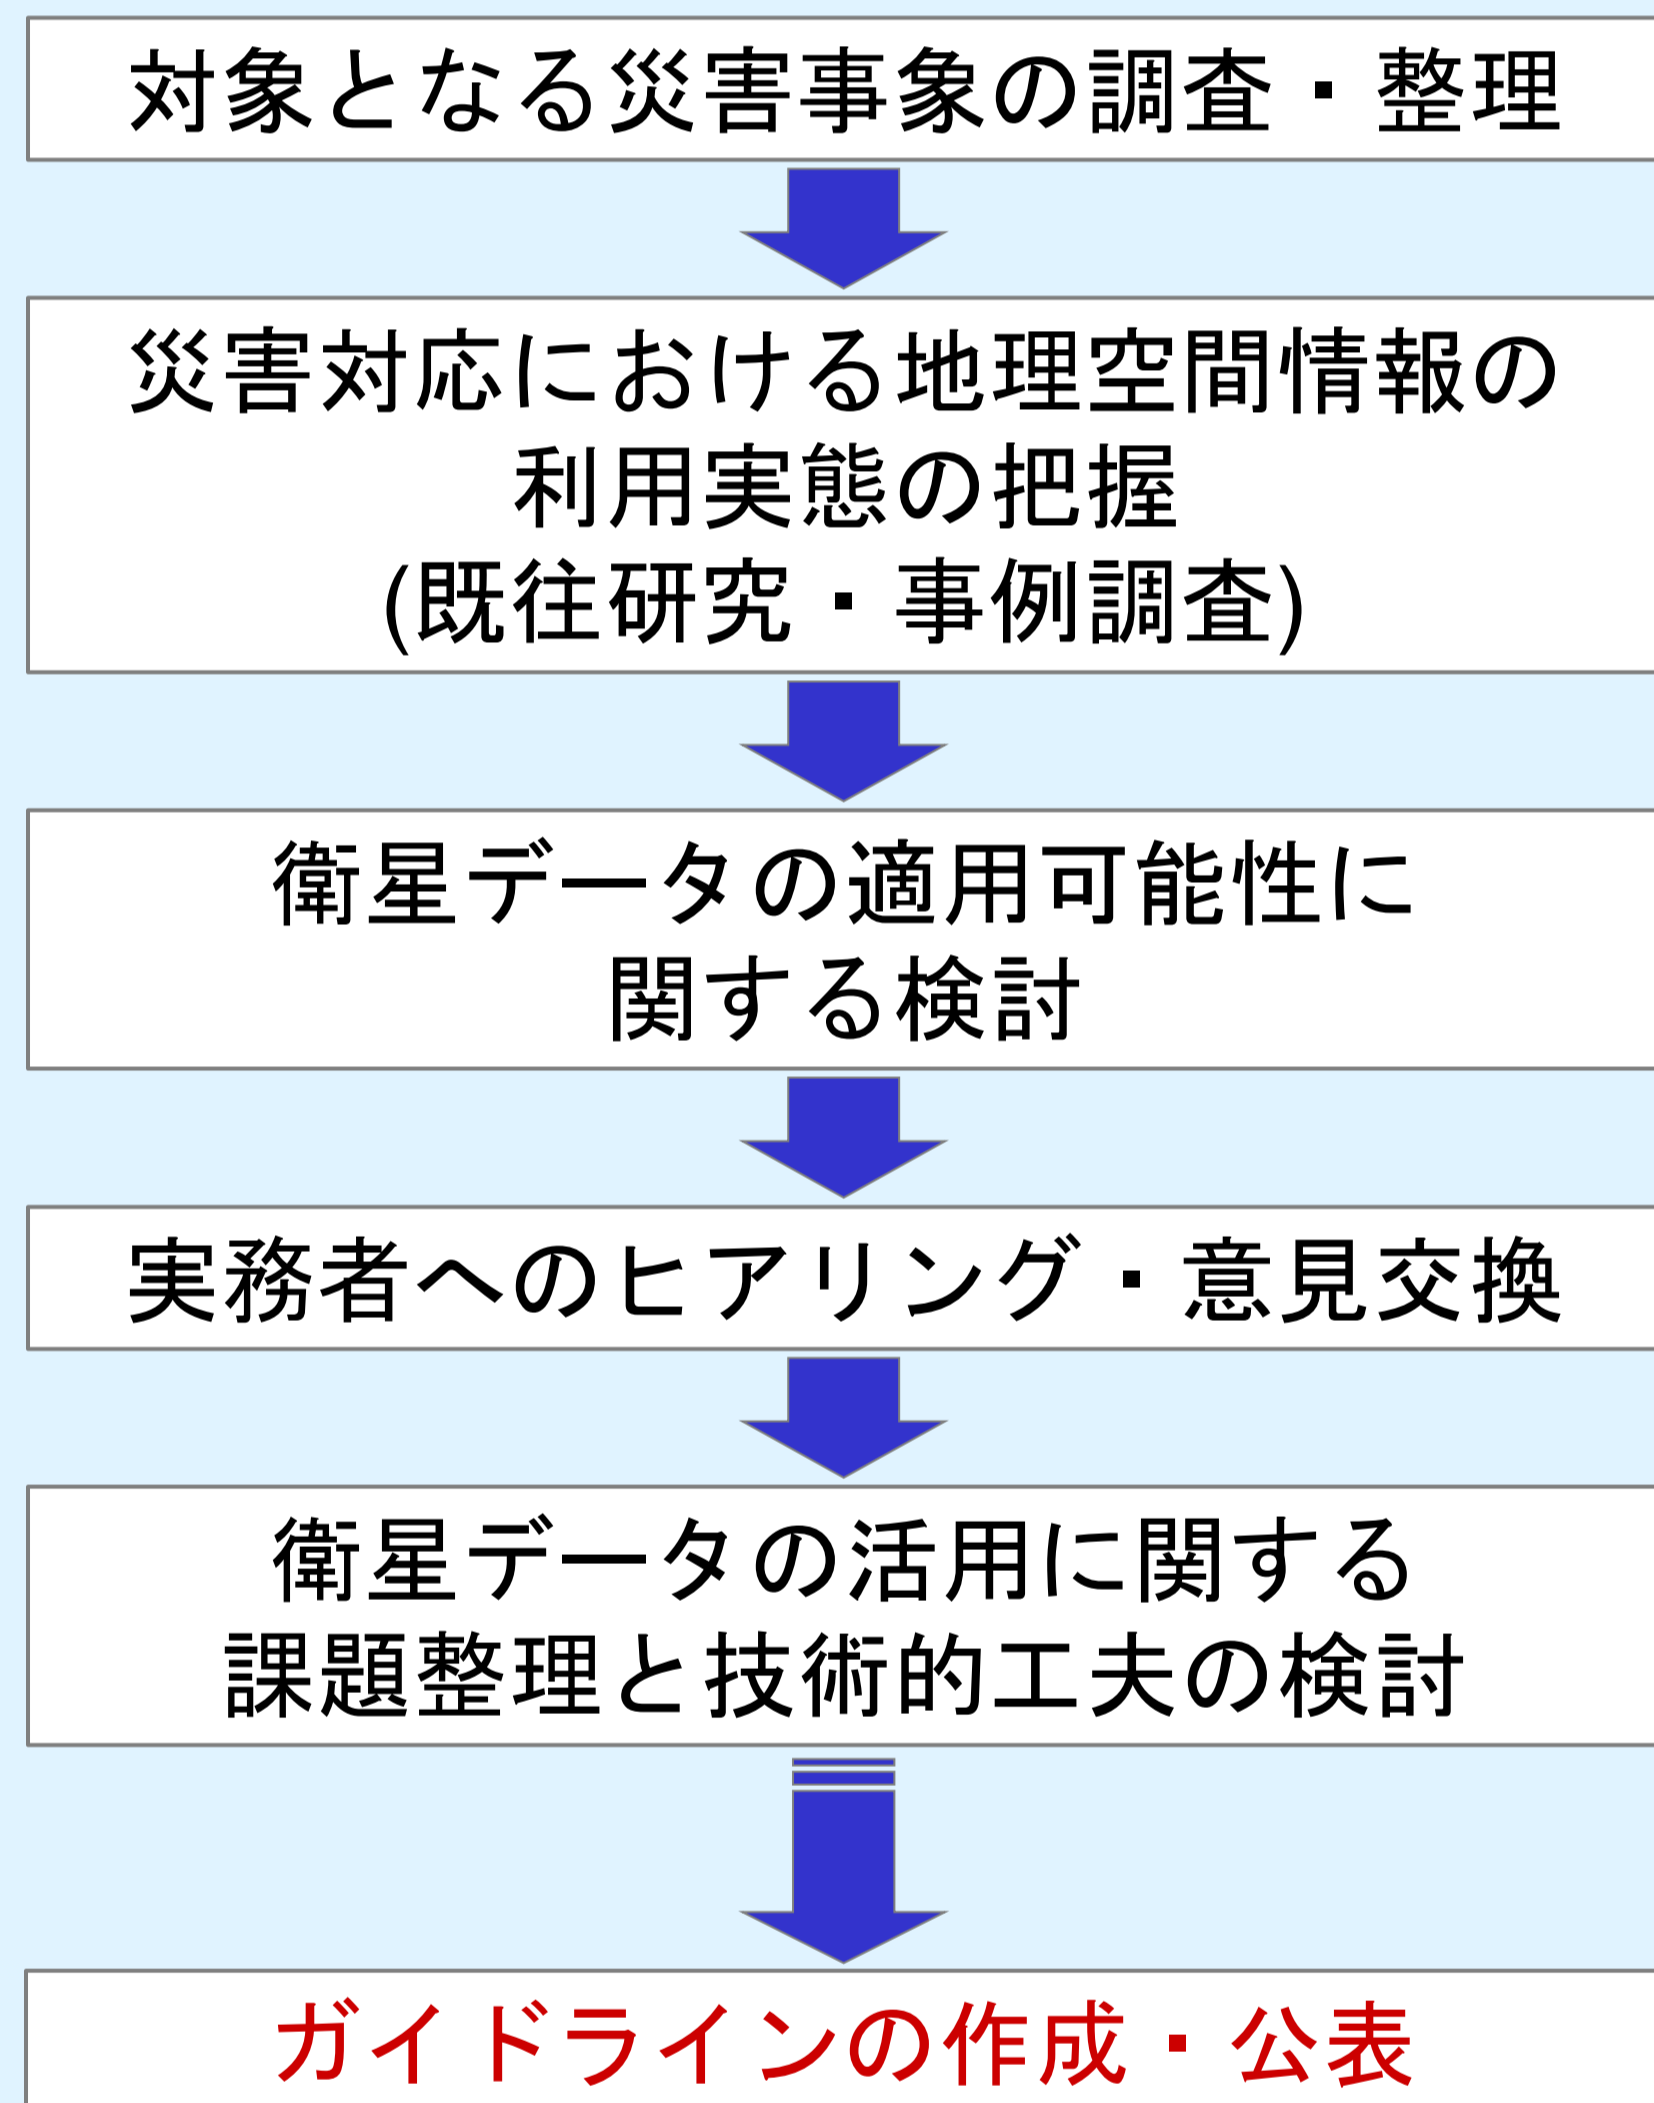 対象となる災害事象の調査・整理
災害対応における地理空間情報の
利用実態の把握
(既往研究・事例調査)
衛星データの適用可能性に
関する検討
実務者へのヒアリング・意見交換
衛星データの活用に関する
課題整理と技術的工夫の検討
ガイドラインの作成・公表